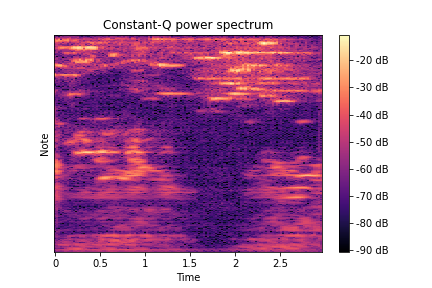 Constant-Q power spectrum
Note
-20 dB
-30 dB
-40 dB
-50 dB
-60 dB
-70 dB
-80 dB
-90 dB
0 0.5 1 1.5 2 2.5
Time